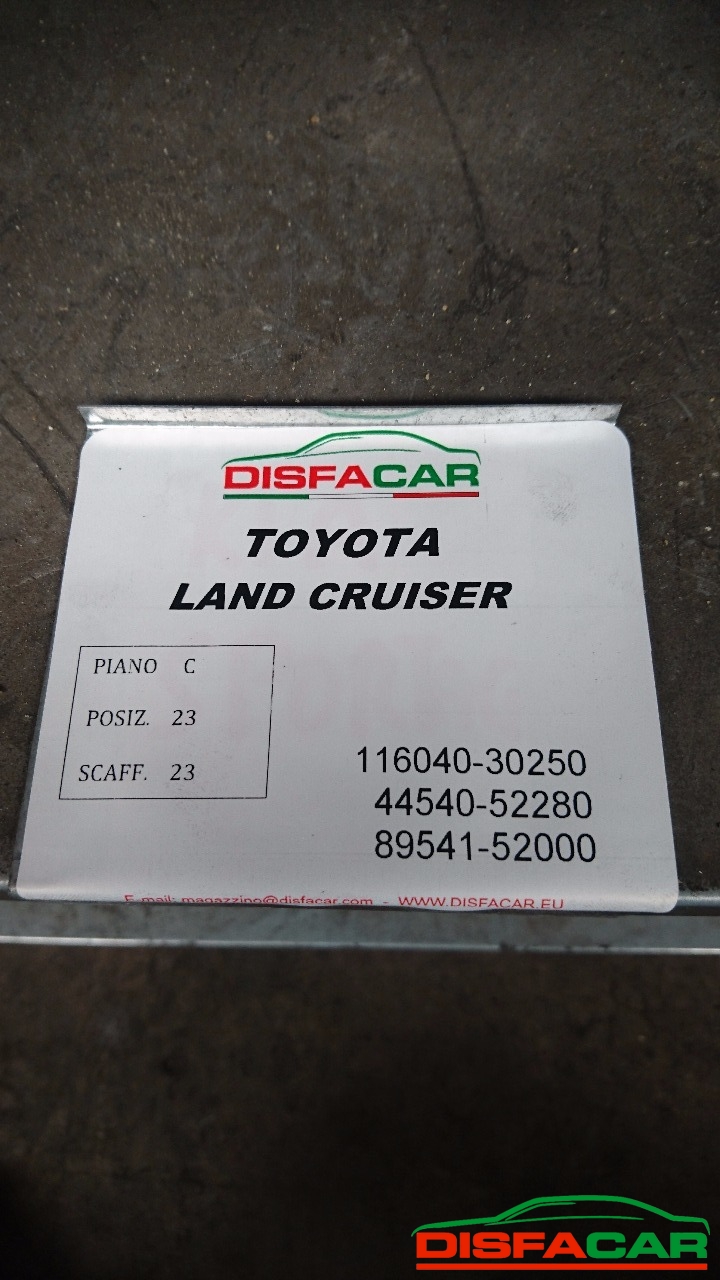 DISFACAR
TOYOTA
LAND CRUISER
PIANO C
POSIZ. 23
SCAFF. 23
116040-30250
44540-52280
89541-52000
E-mail: magazzino@disfacar.com - WWW.DISFACAR.EU
DISFACAR